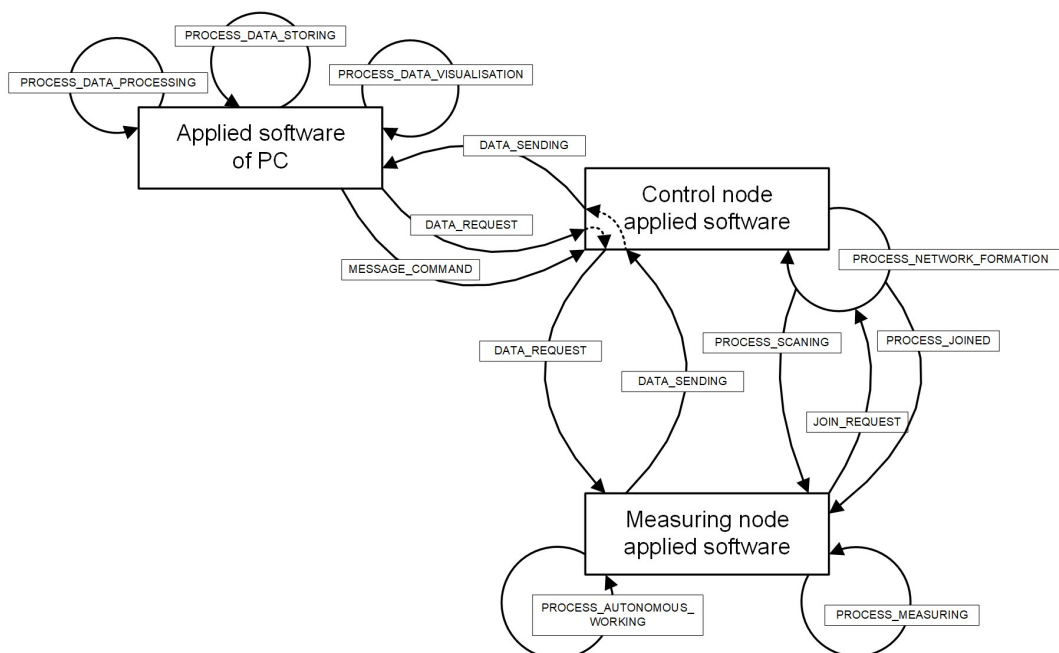 PROCESS_DATA_STORING
PROCESS_DATA_PROCESSING
PROCESS_DATA_VISUALISATION
Applied software
of PC
DATA_SENDING
Control node
applied software
DATA_REQUEST
MESSAGE_COMMAND
PROCESS_NETWORK_FORMATION
DATA_REQUEST
PROCESS_SCANING
PROCESS_JOINED
DATA_SENDING
JOIN_REQUEST
Measuring node
applied software
PROCESS_AUTONOMOUS_
WORKING
PROCESS_MEASURING